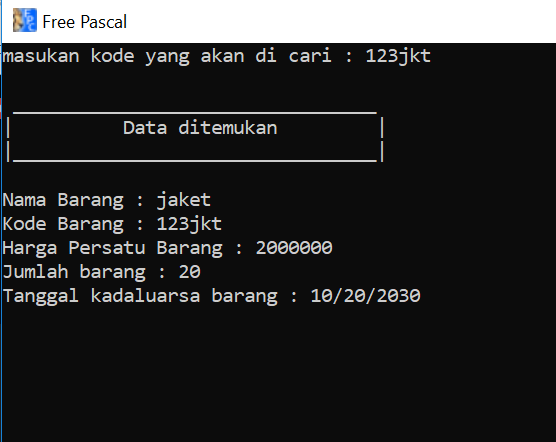 Free Pascal
masukan kode yang akan di cari : 123jkt
Data ditemukan
Nama Barang : jaket
Kode Barang : 123jkt
Harga Persatu Barang : 2000000
Jumlah barang : 20
Tanggal kadaluarsa barang : 10/20/2030